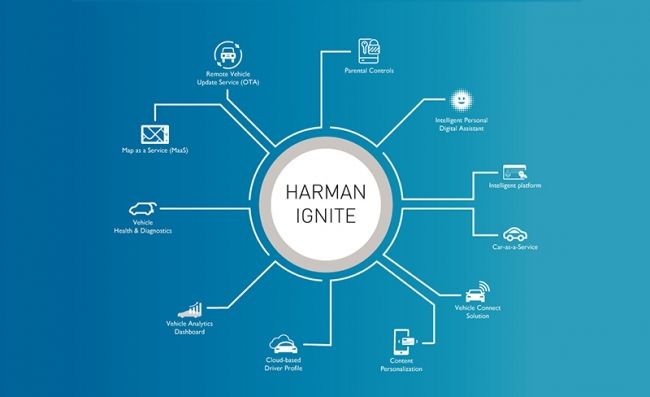 HARMAN
IGNITE
Parental Controls
Intelligent Personal
Digital Assistant
Intelligent platform
Car-as-a-Service
Vehicle Connect
Solution
Content
Personalization
Cloud-based
Driver Profile
Vehicle Analytics
Dashboard
Vehicle
Health & Diagnostics
Map as a Service (MaaS)
Remote Vehicle
Update Service (OTA)